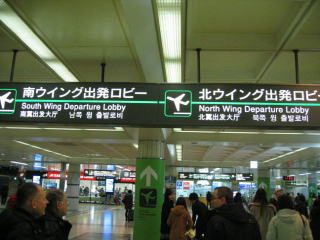 南ウイング出発ロビー
South Wing Departure Lobby
南翼出发大厅 남쪽 윙 출발로비
北ウイング出発ロビー
North Wing Departure Lobby
北翼出发大厅 북쪽 윙 출발로비